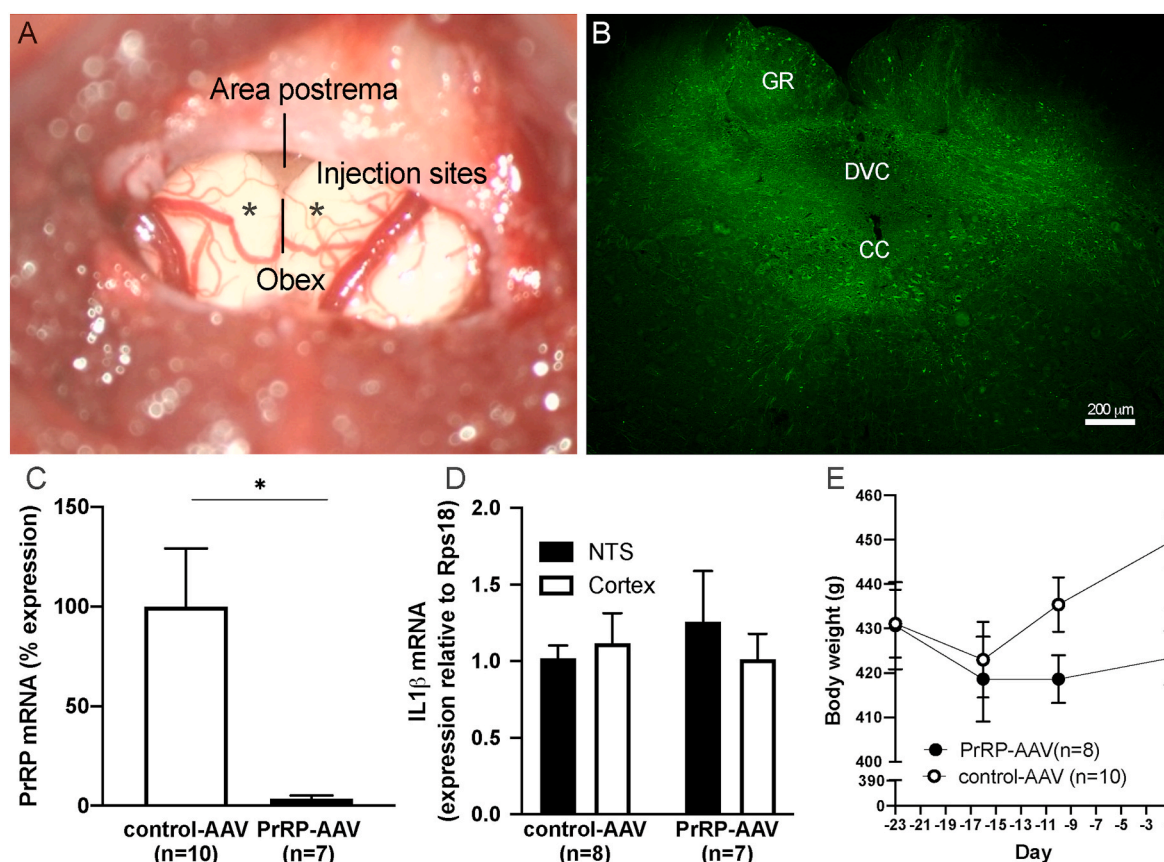 A
Area postrema
Injection sites
* *
Obex
B
GR
DVC
CC
200 µm
C
PrRP mRNA (% expression)
150
100
50
0
*
control-AAV
(n=10)
PrRP-AAV
(n=7)
D
IL1β mRNA
(expression relative to Rps18)
2.0
1.5
1.0
0.5
0.0
NTS
Cortex
control-AAV
(n=8)
PrRP-AAV
(n=7)
E
Body weight (g)
460
450
440
430
420
410
400
390
0
PrRP-AAV(n=8)
control-AAV (n=10)
-23 -21 -19 -17 -15 -13 -11 -9 -7 -5 -3
Day